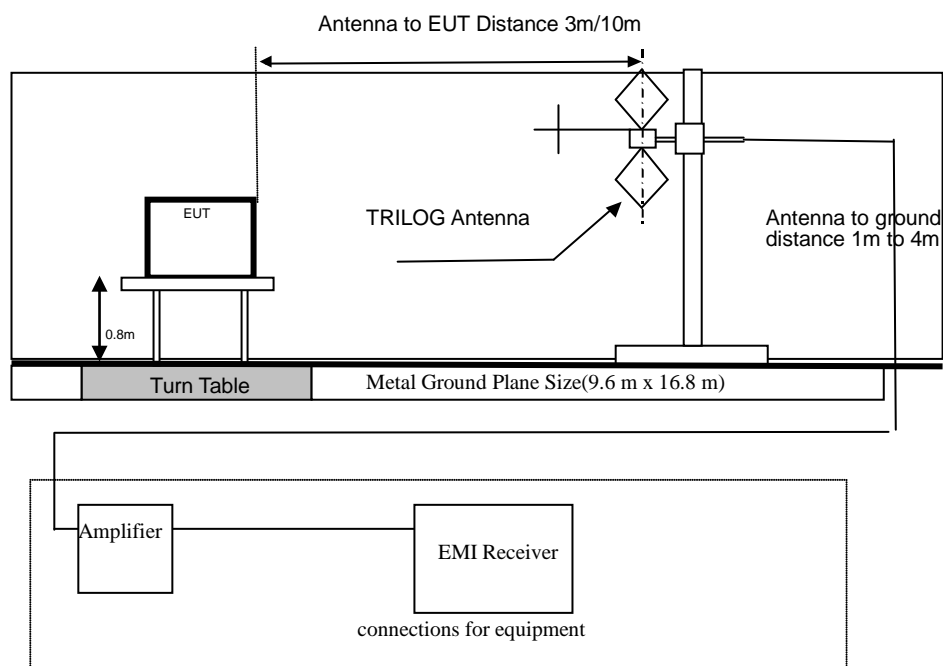 Antenna to EUT Distance 3m/10m
EUT
TRILOG Antenna
Antenna to ground
distance 1m to 4m
0.8m
Turn Table
Metal Ground Plane Size(9.6 m x 16.8 m)
Amplifier
EMI Receiver
connections for equipment